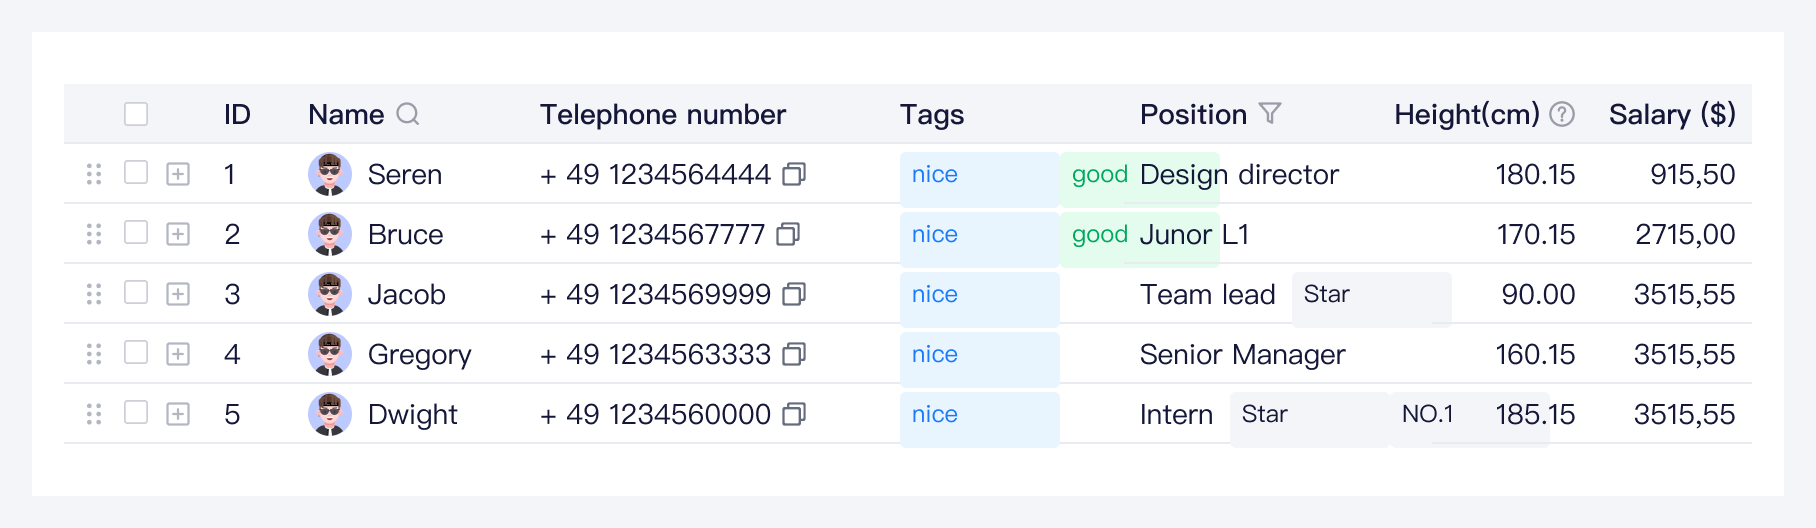 ID Name Telephone number Tags Position Height(cm) Salary ($)
1 Seren + 49 1234564444 nice good Design director 180.15 915,50
2 Bruce + 49 1234567777 nice good Junor L1 170.15 2715,00
3 Jacob + 49 1234569999 nice Team lead Star 90.00 3515,55
4 Gregory + 49 1234563333 nice Senior Manager 160.15 3515,55
5 Dwight + 49 1234560000 nice Intern Star NO.1 185.15 3515,55